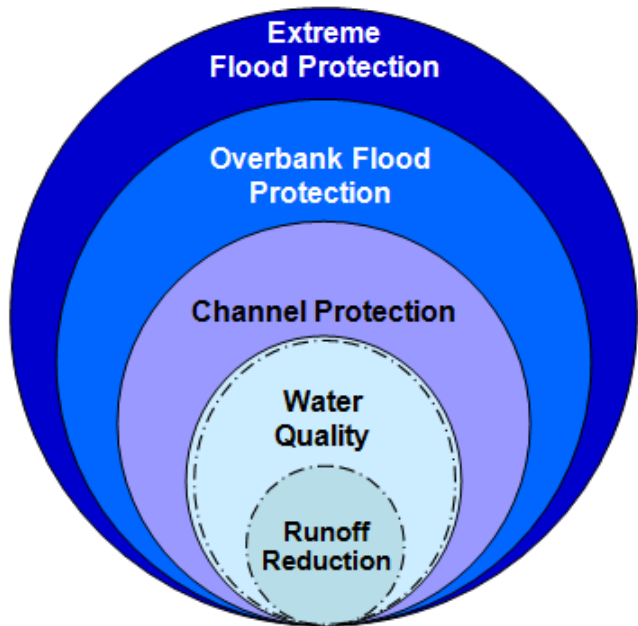 Extreme
Flood Protection
Overbank Flood
Protection
Channel Protection
Water
Quality
Runoff
Reduction